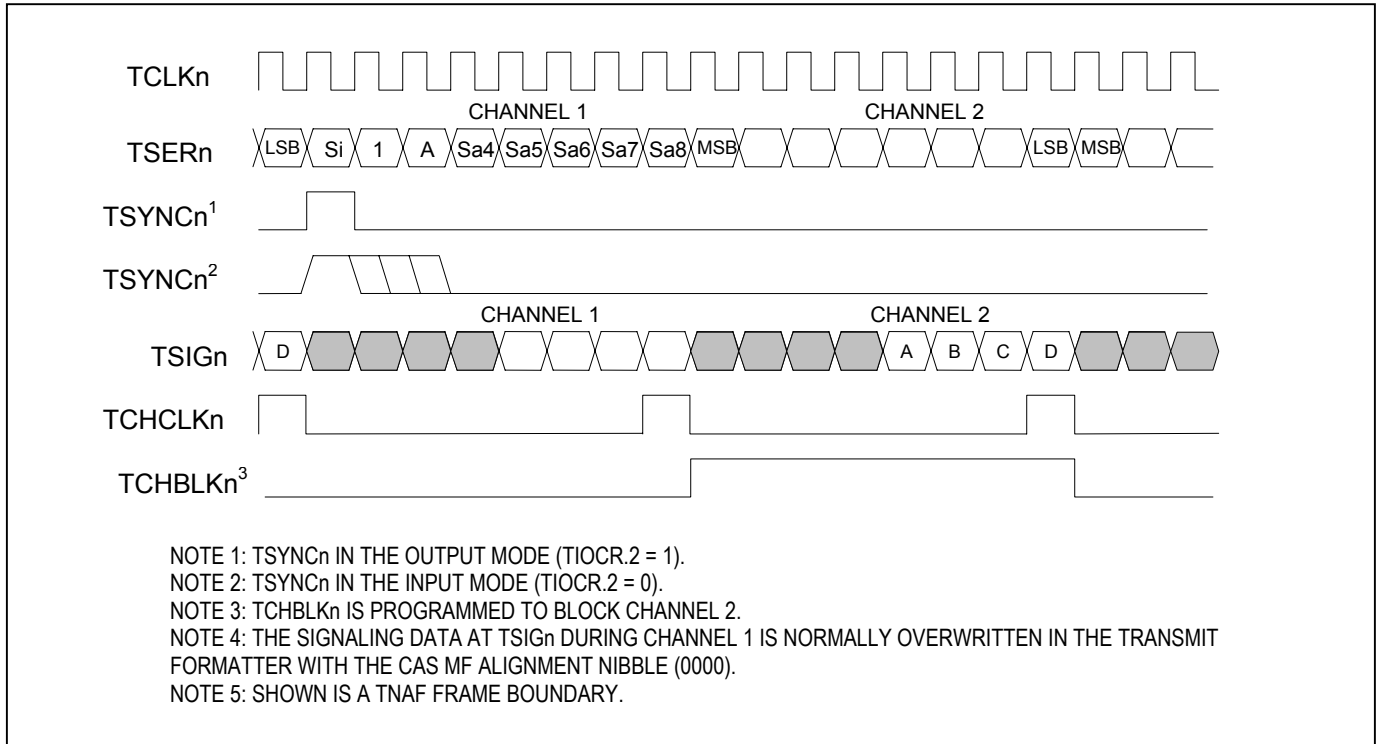 TCLKn
CHANNEL 1 CHANNEL 2
TSERn LSB Si 1 A Sa4 Sa5 Sa6 Sa7 Sa8 MSB LSB MSB
TSYNCn1
TSYNCn2
CHANNEL 1 CHANNEL 2
TSIGn D A B C D
TCHCLKn
TCHBLKn3
NOTE 1: TSYNCn IN THE OUTPUT MODE (TIOCR.2 = 1).
NOTE 2: TSYNCn IN THE INPUT MODE (TIOCR.2 = 0).
NOTE 3: TCHBLKn IS PROGRAMMED TO BLOCK CHANNEL 2.
NOTE 4: THE SIGNALING DATA AT TSIGn DURING CHANNEL 1 IS NORMALLY OVERWRITTEN IN THE TRANSMIT
FORMATTER WITH THE CAS MF ALIGNMENT NIBBLE (0000).
NOTE 5: SHOWN IS A TNAF FRAME BOUNDARY.